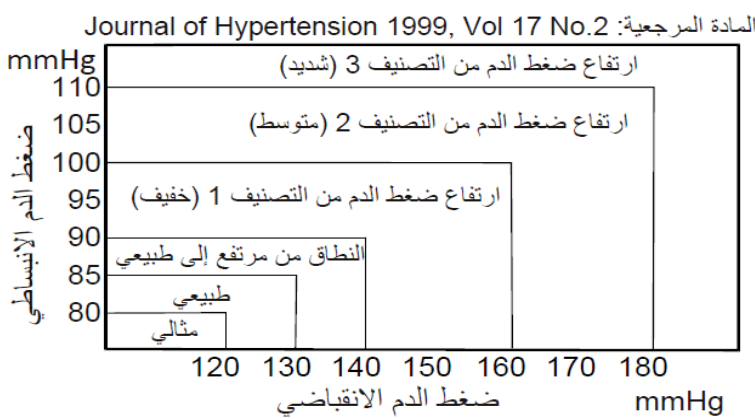 المادة المرجعية: Journal of Hypertension 1999, Vol 17 No.2
mmHg
ارتفاع ضغط الدم من التصنيف 3 (شديد)
110
105
ارتفاع ضغط الدم من التصنيف 2 (متوسط)
100
95
ارتفاع ضغط الدم من التصنيف 1 (خفيف)
90
النطاق من مرتفع إلى طبيعي
85
طبيعي
80
مثالي
ضغط الدم الانبساطي
120 130 140 150 160 170 180
ضغط الدم الانقباضي mmHg